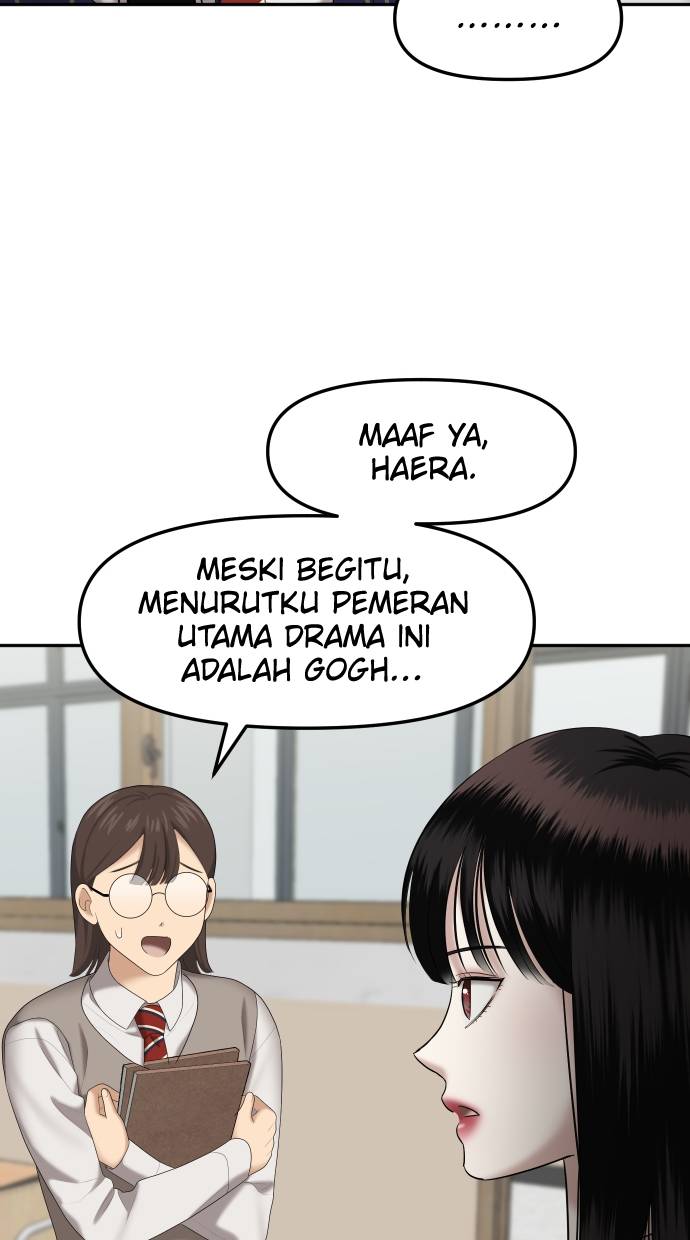 .........
MAAF YA,
HAERA.
MESKI BEGITU,
MENURUTKU PEMERAN
UTAMA DRAMA INI
ADALAH GOGH...